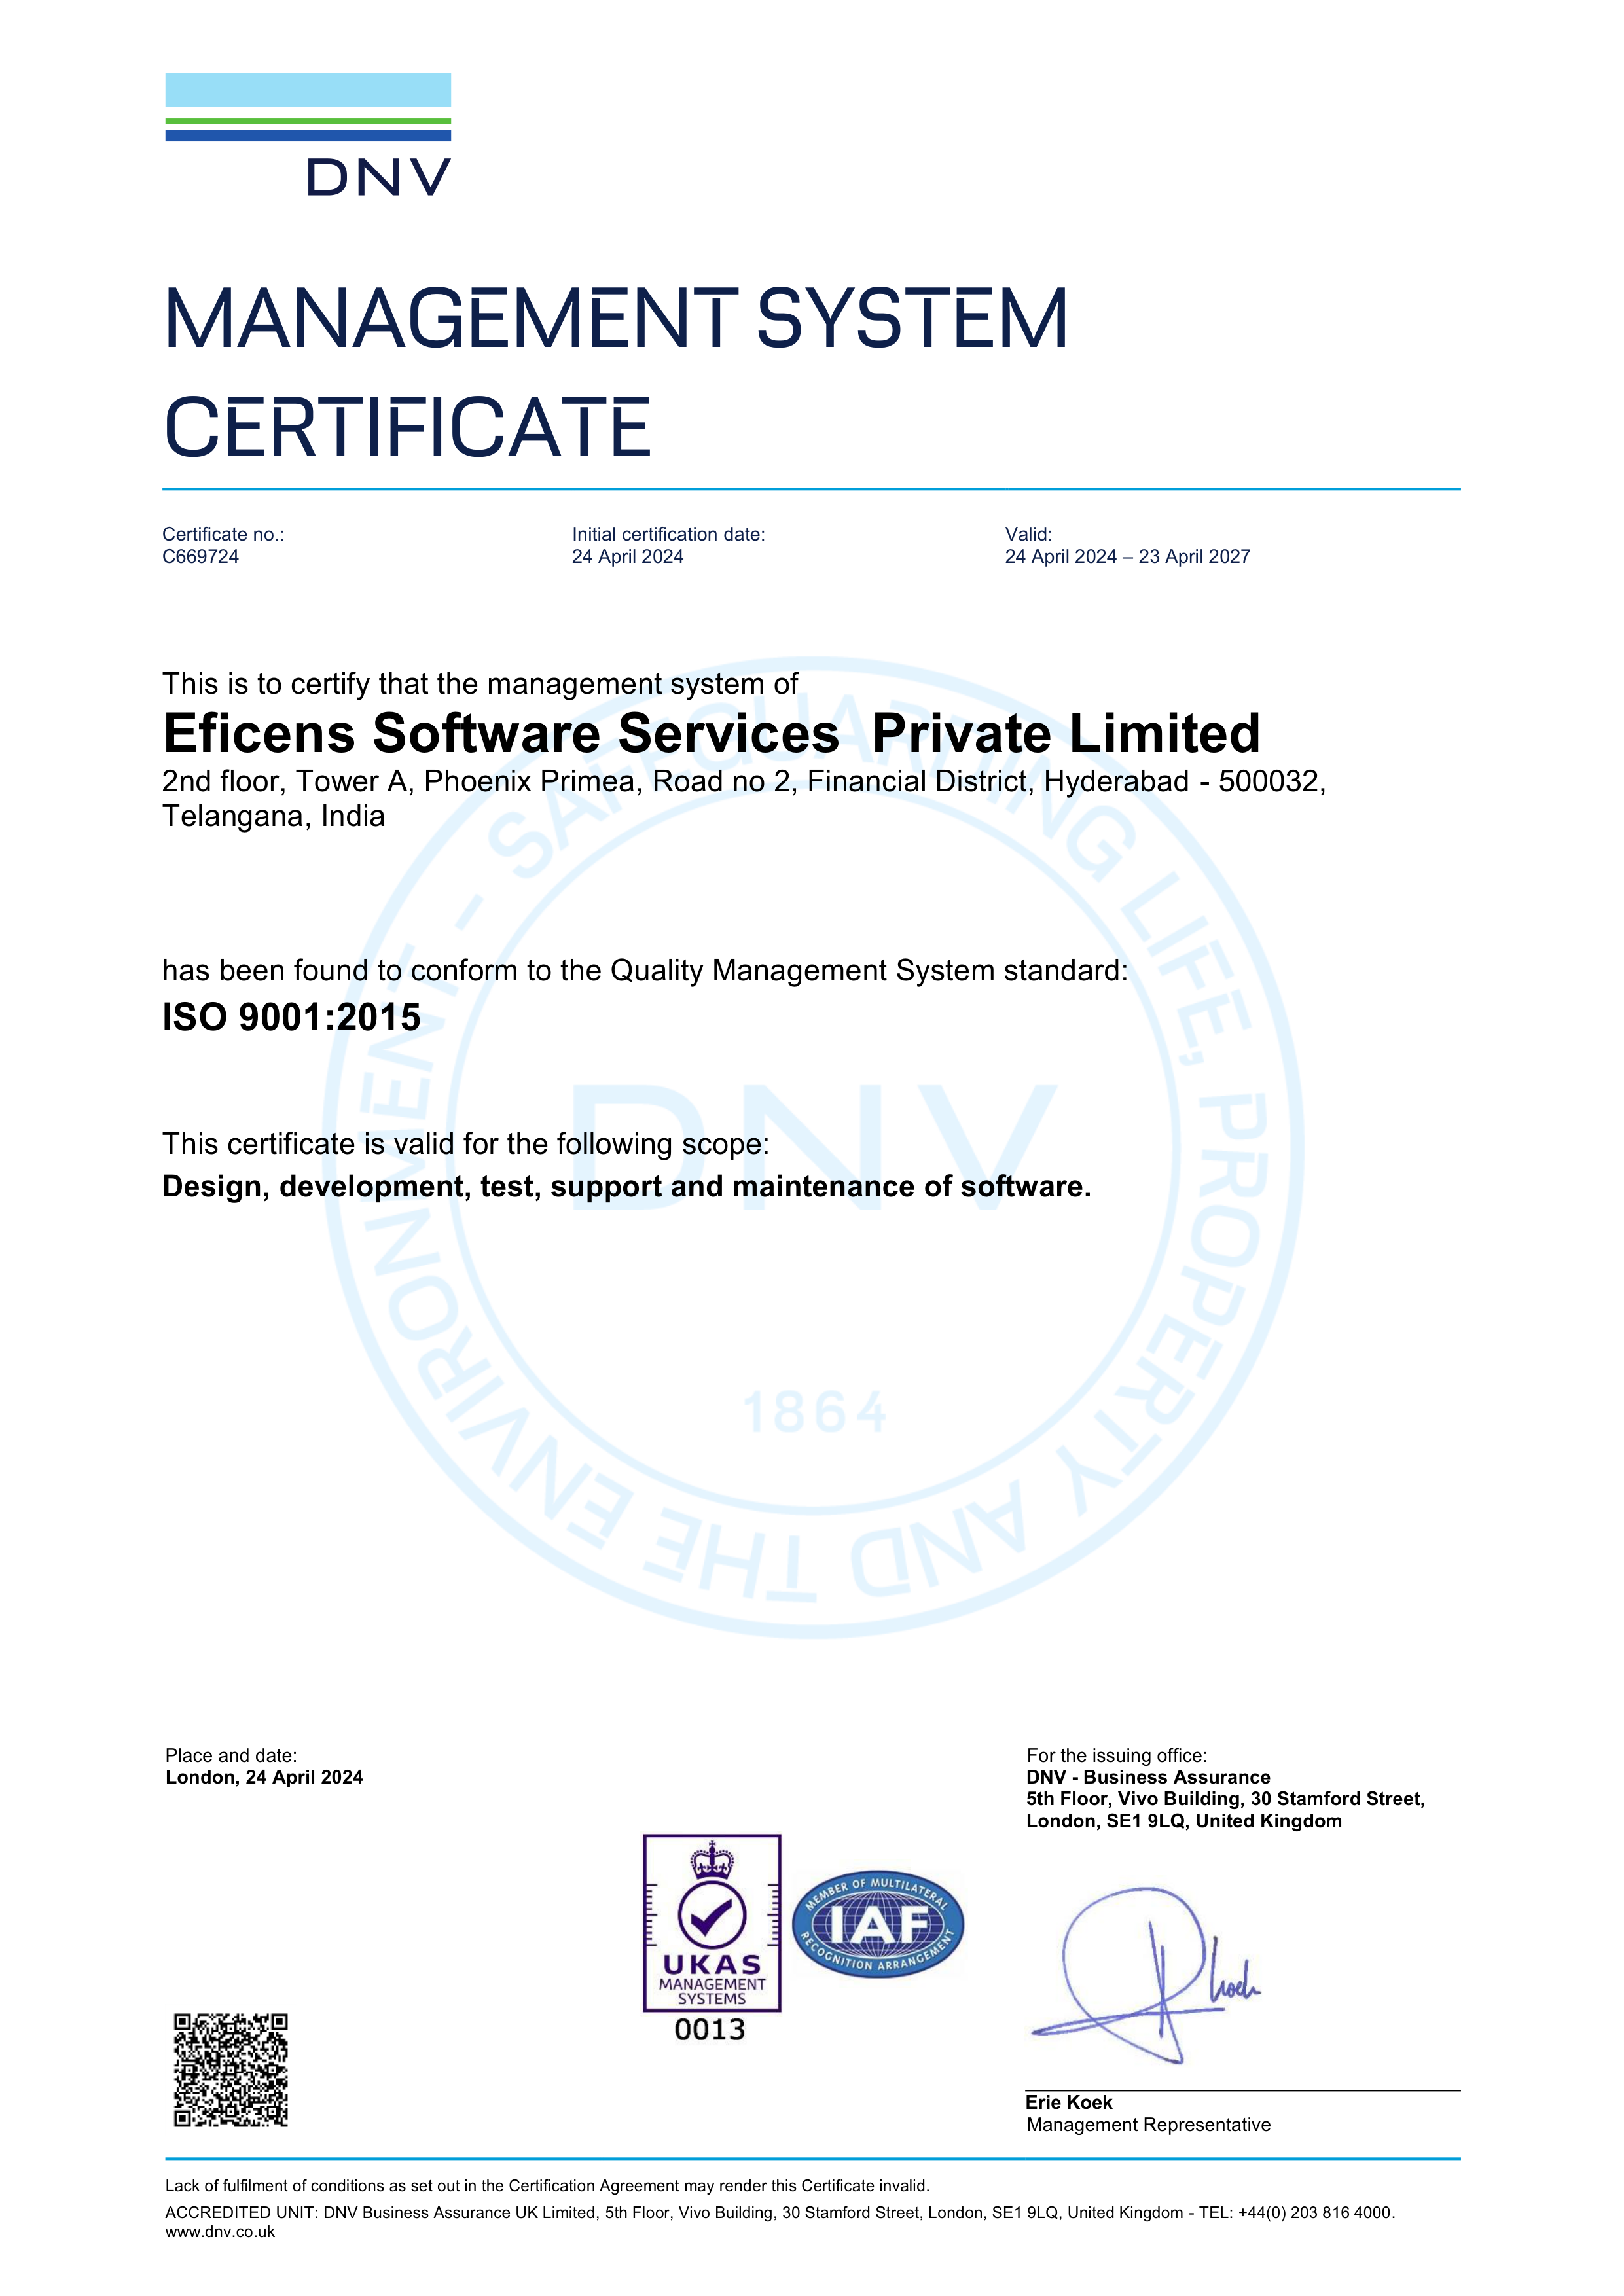 DNV
MANAGEMENT SYSTEM
CERTIFICATE
Certificate no.:
C669724
Initial certification date:
24 April 2024
Valid:
24 April 2024 – 23 April 2027
This is to certify that the management system of
Eficens Software Services  Private Limited
2nd floor, Tower A, Phoenix Primea, Road no 2, Financial District, Hyderabad - 500032,
Telangana, India
has been found to conform to the Quality Management System standard:
ISO 9001:2015
This certificate is valid for the following scope:
Design, development, test, support and maintenance of software.
SAFEGUARDING LIFE, PROPERTY AND THE ENVIRONMENT -
DNV
1864
Place and date:
London, 24 April 2024
For the issuing office:
DNV - Business Assurance
5th Floor, Vivo Building, 30 Stamford Street,
London, SE1 9LQ, United Kingdom
UKAS
MANAGEMENT
SYSTEMS
0013
MEMBER OF MULTILATERAL
IAF
RECOGNITION ARRANGEMENT
Koek
Erie Koek
Management Representative
Lack of fulfilment of conditions as set out in the Certification Agreement may render this Certificate invalid.
ACCREDITED UNIT: DNV Business Assurance UK Limited, 5th Floor, Vivo Building, 30 Stamford Street, London, SE1 9LQ, United Kingdom - TEL: +44(0) 203 816 4000.
www.dnv.co.uk